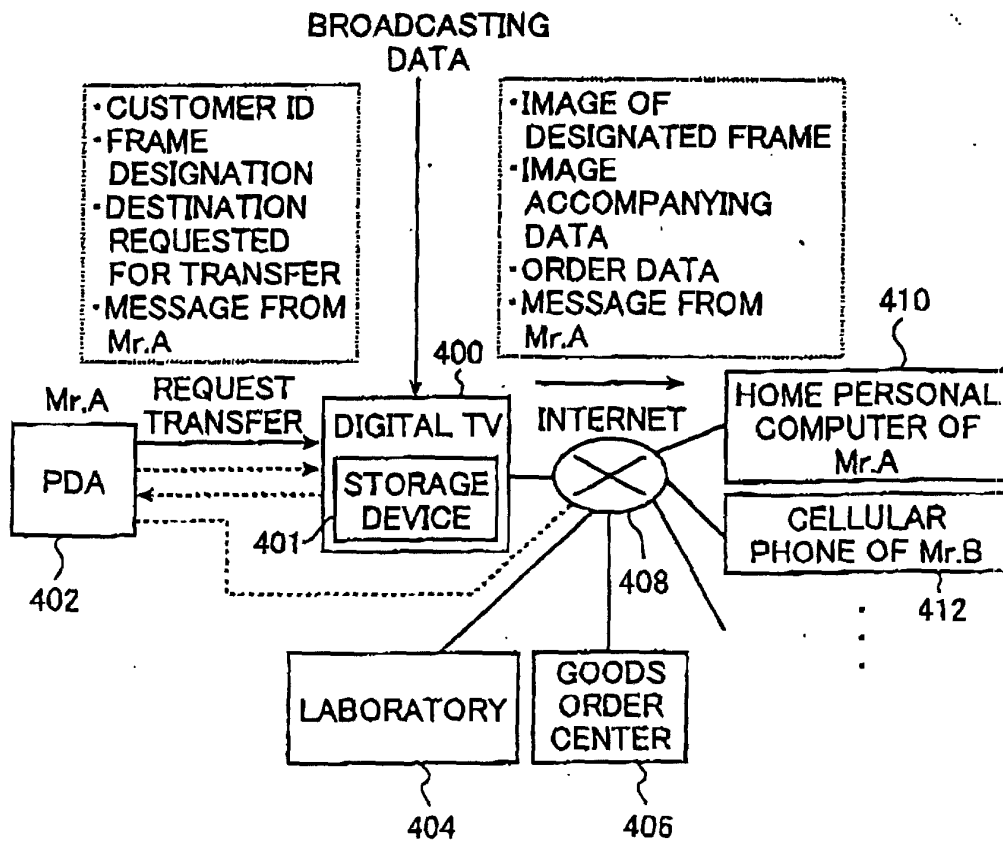 BROADCASTING
DATA
·CUSTOMER ID
·FRAME
DESIGNATION
·DESTINATION
REQUESTED
FOR TRANSFER
·MESSAGE FROM
Mr.A
·IMAGE OF
DESIGNATED FRAME
·IMAGE
ACCOMPANYING
DATA
·ORDER DATA
·MESSAGE FROM
Mr.A
Mr.A
REQUEST
TRANSFER
PDA
402
400
DIGITAL TV
STORAGE
DEVICE
401
INTERNET
408
410
HOME PERSONAL
COMPUTER OF
Mr.A
CELLULAR
PHONE OF Mr.B
412
LABORATORY
404
GOODS
ORDER
CENTER
406